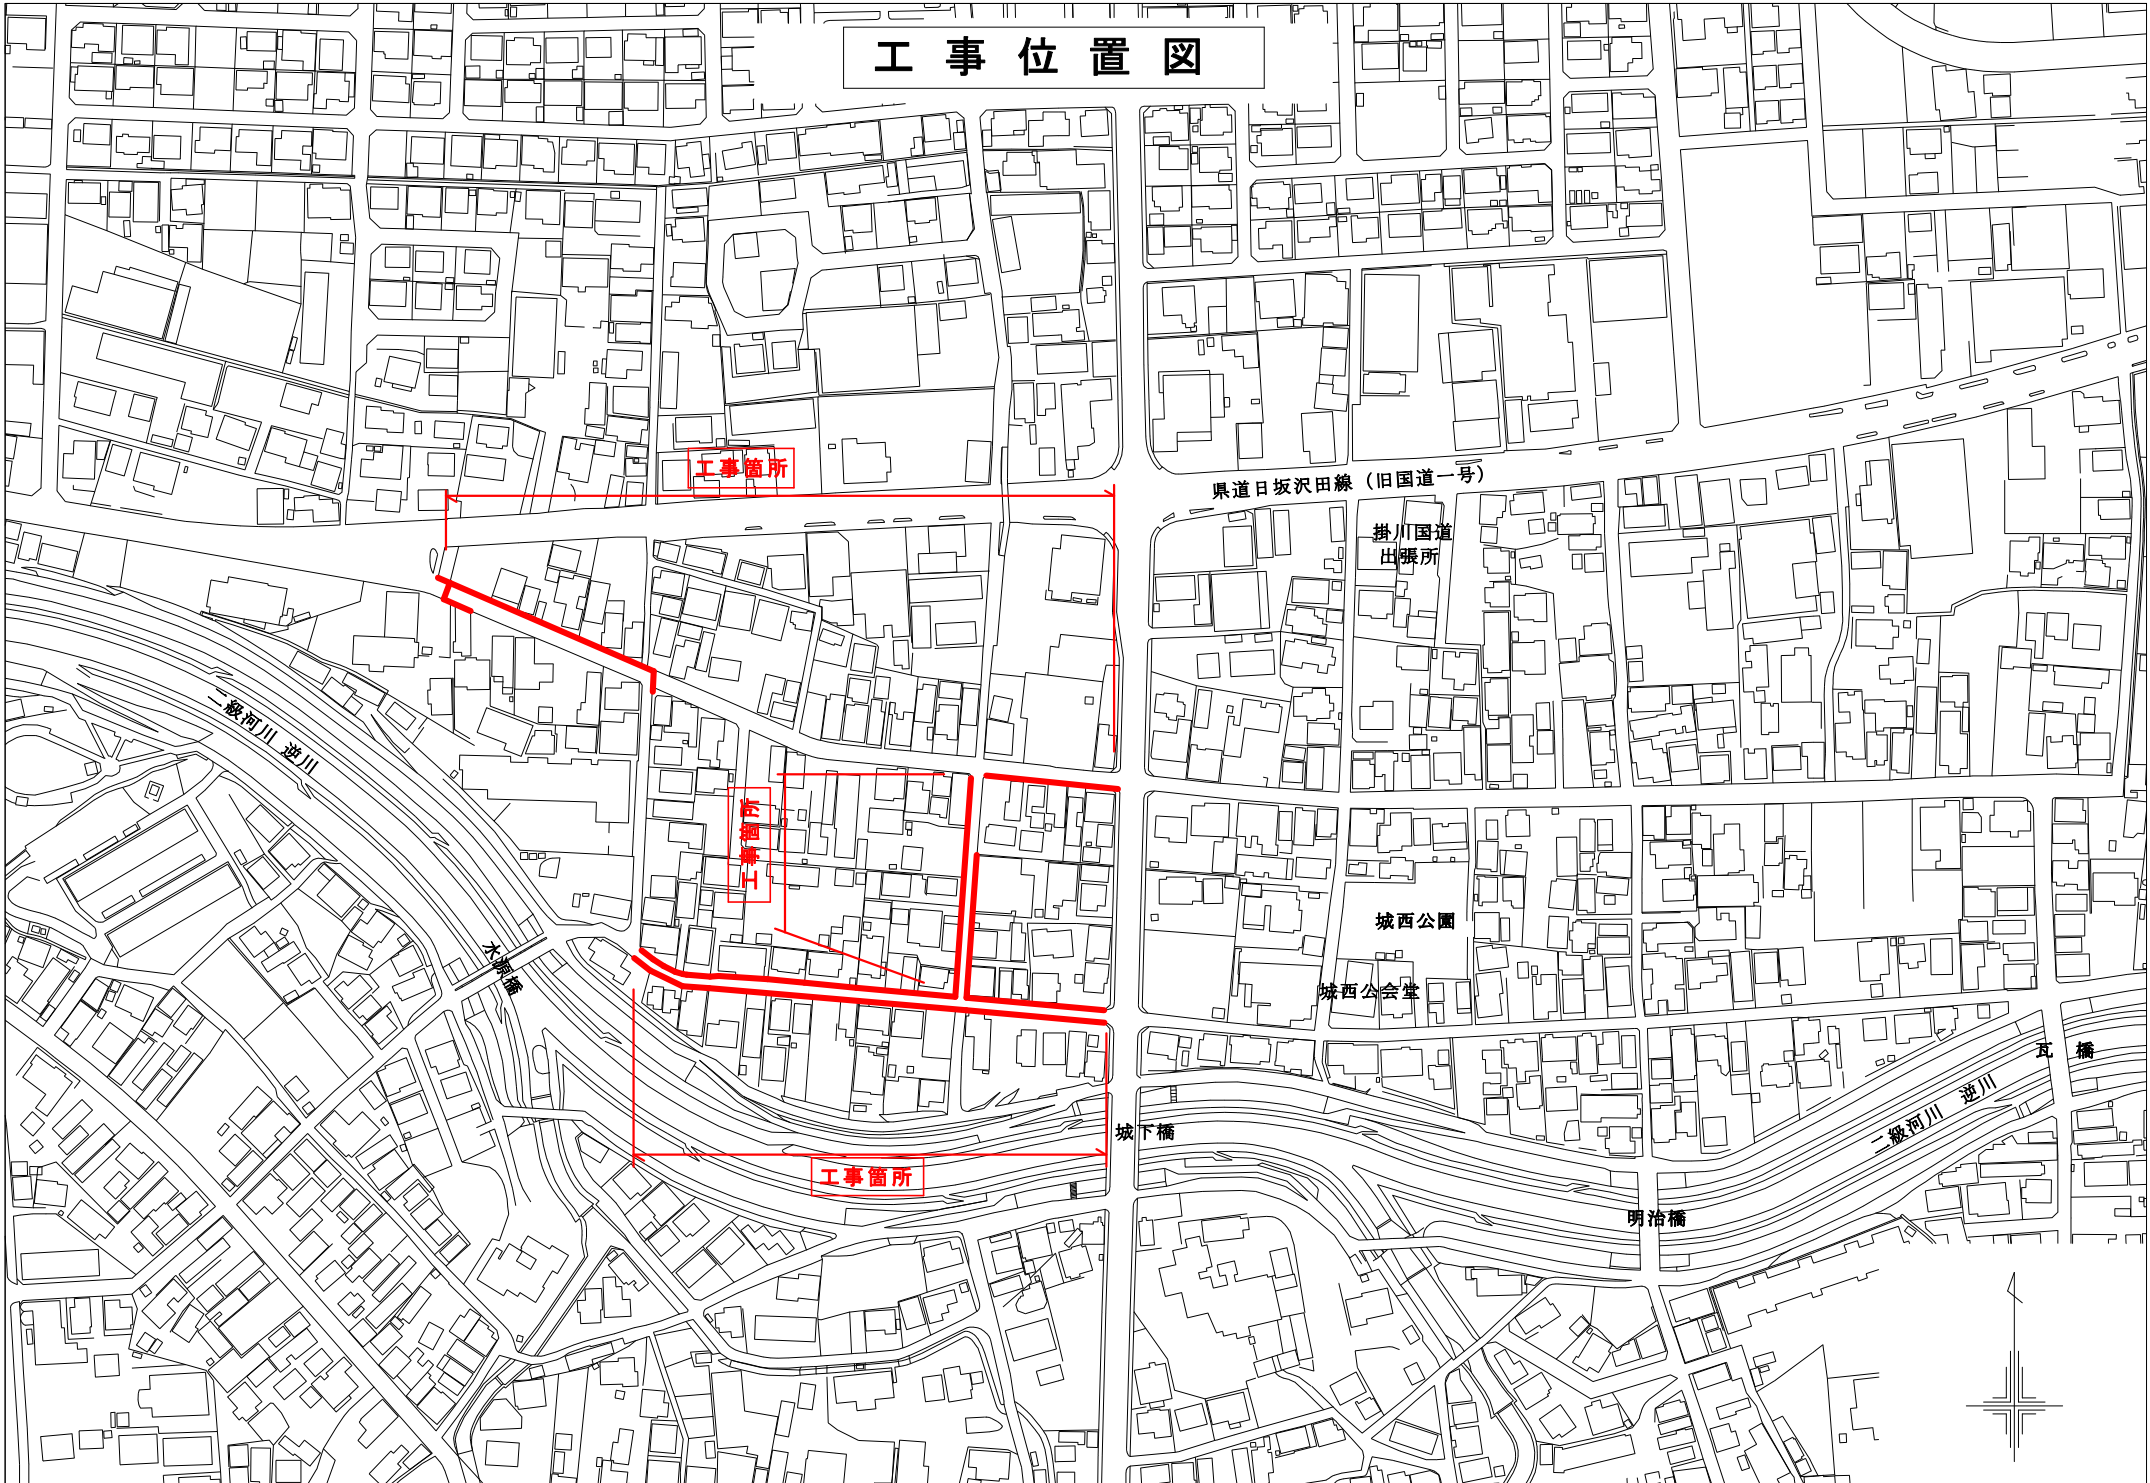 工事位置図
工事箇所
県道日坂沢田線（旧国道一号）
掛川国道
出張所
二級河川 逆川
工事箇所
城西公園
水源橋
城西公会堂
瓦橋
二級河川 逆川
城下橋
工事箇所
明治橋